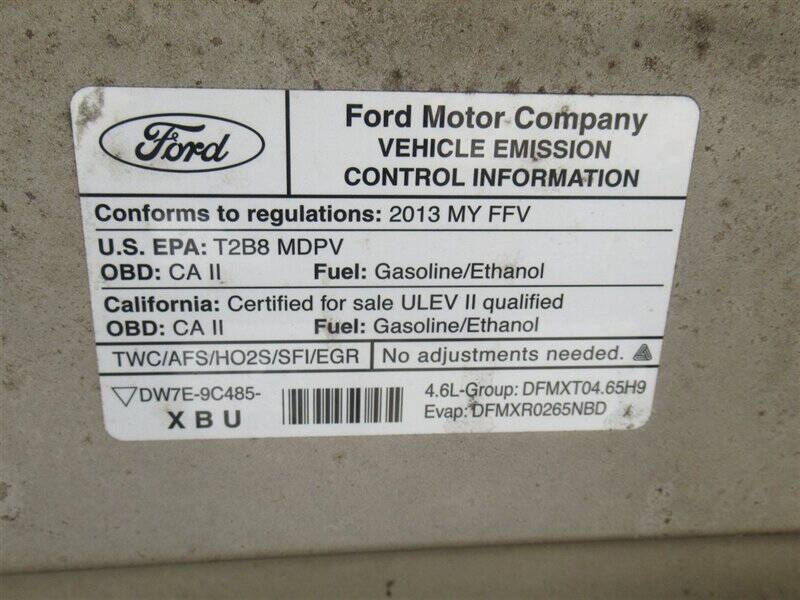 Ford
Ford Motor Company
VEHICLE EMISSION
CONTROL INFORMATION
Conforms to regulations: 2013 MY FFV
U.S. EPA: T2B8 MDPV
OBD: CA II Fuel: Gasoline/Ethanol
California: Certified for sale ULEV II qualified
OBD: CA II Fuel: Gasoline/Ethanol
TWC/AFS/HO2S/SFI/EGR No adjustments needed.
DW7E-9C485-
XBU
4.6L-Group: DFMXT04.65H9
Evap: DFMXR0265NBD